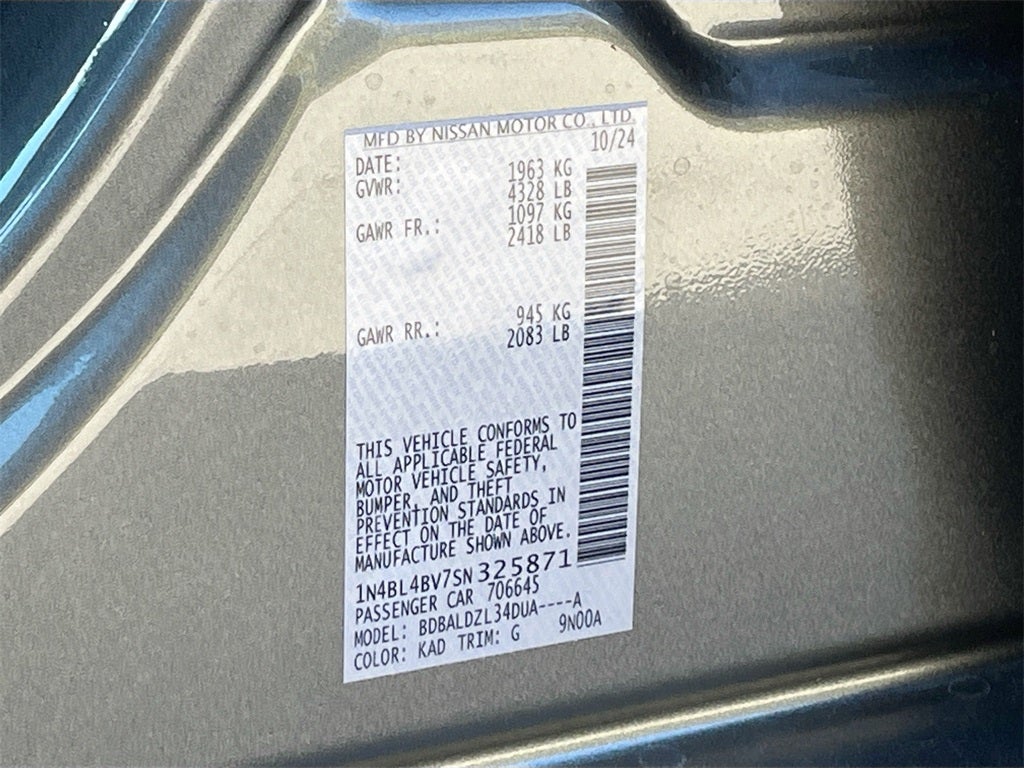 MFD BY NISSAN MOTOR CO., LTD.
DATE: 10/24
GVWR: 1963 KG
4328 LB
GAWR FR.: 1097 KG
2418 LB
GAWR RR.: 945 KG
2083 LB
THIS VEHICLE CONFORMS TO
ALL APPLICABLE FEDERAL
MOTOR VEHICLE SAFETY,
BUMPER, AND THEFT
PREVENTION STANDARDS IN
EFFECT ON THE DATE OF
MANUFACTURE SHOWN ABOVE.
1N4BL4BV7SN325871
PASSENGER CAR 706645
MODEL: BDBALDZL34DUA----A
COLOR: KAD TRIM: G 9N00A